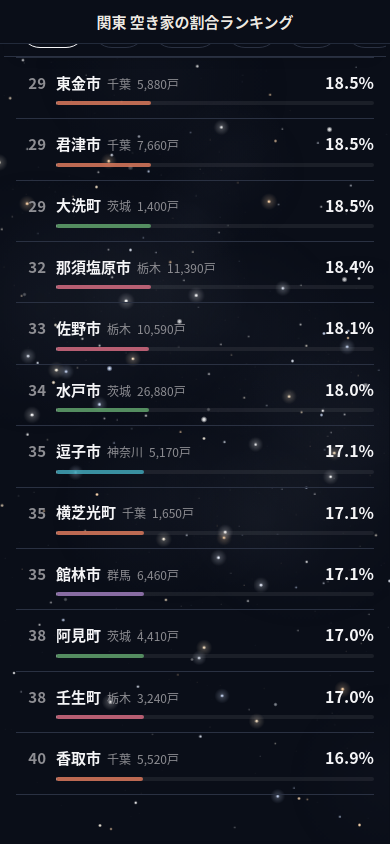 関東 空き家の割合ランキング
29 東金市 千葉 5,880戸 18.5%
29 君津市 千葉 7,660戸 18.5%
29 大洗町 茨城 1,400戸 18.5%
32 那須塩原市 栃木 11,390戸 18.4%
33 佐野市 栃木 10,590戸 18.1%
34 水戸市 茨城 26,880戸 18.0%
35 逗子市 神奈川 5,170戸 17.1%
35 横芝光町 千葉 1,650戸 17.1%
35 館林市 群馬 6,460戸 17.1%
38 阿見町 茨城 4,410戸 17.0%
38 壬生町 栃木 3,240戸 17.0%
40 香取市 千葉 5,520戸 16.9%